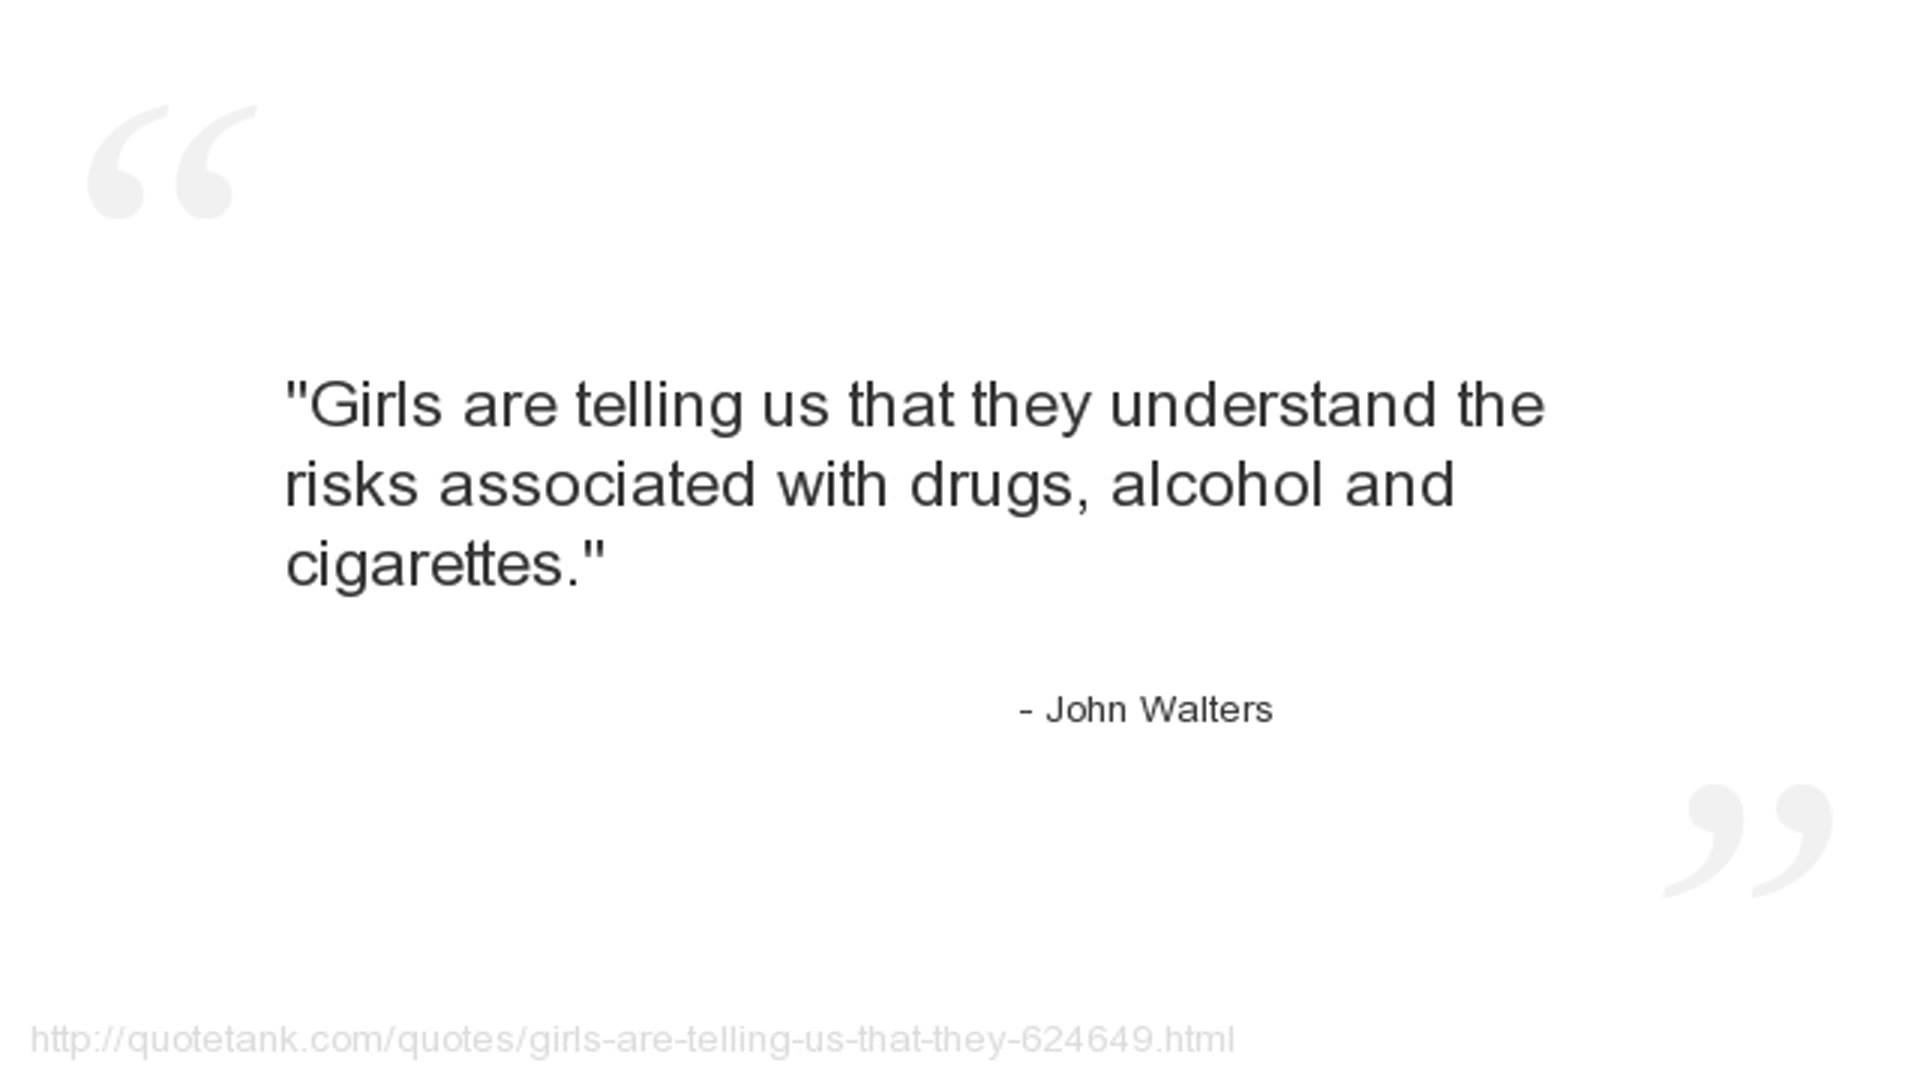 "Girls are telling us that they understand the
risks associated with drugs, alcohol and
cigarettes."
- John Walters
http://quotetank.com/quotes/girls-are-telling-us-that-they-624649.html